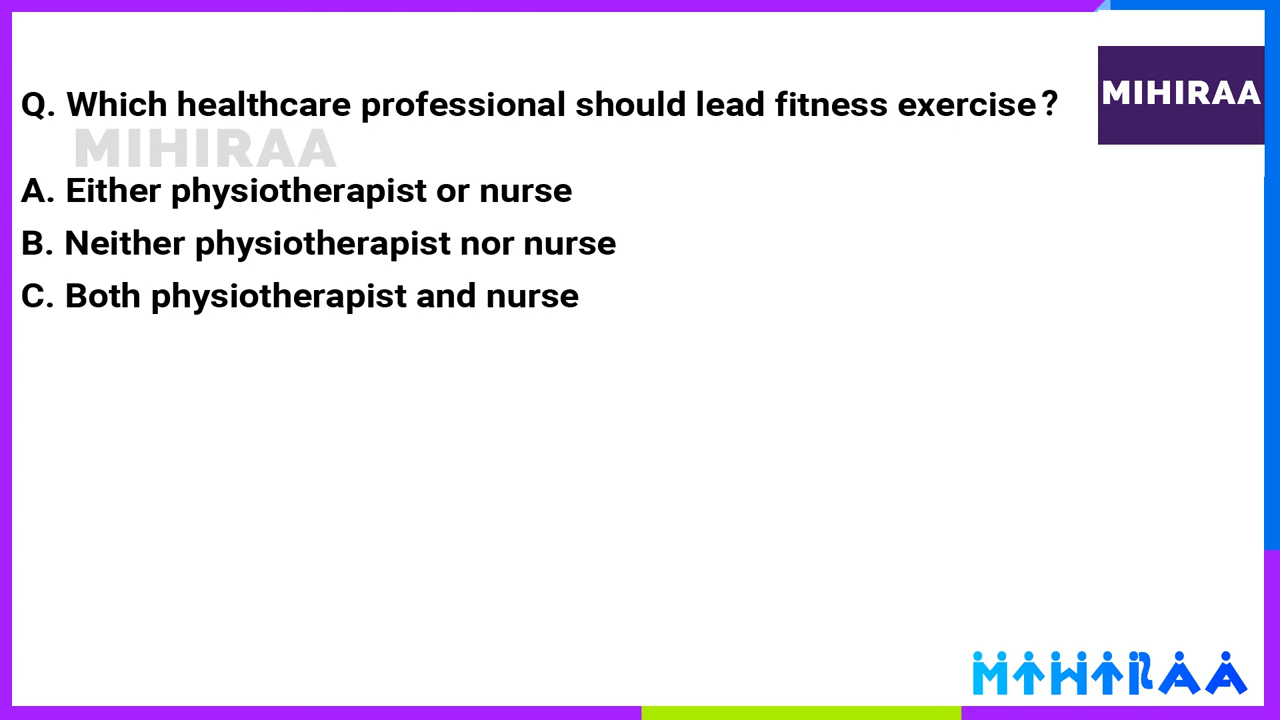 MIHIRAA
Q. Which healthcare professional should lead fitness exercise?
MIHIRAA
A. Either physiotherapist or nurse
B. Neither physiotherapist nor nurse
C. Both physiotherapist and nurse
MIHIRAA